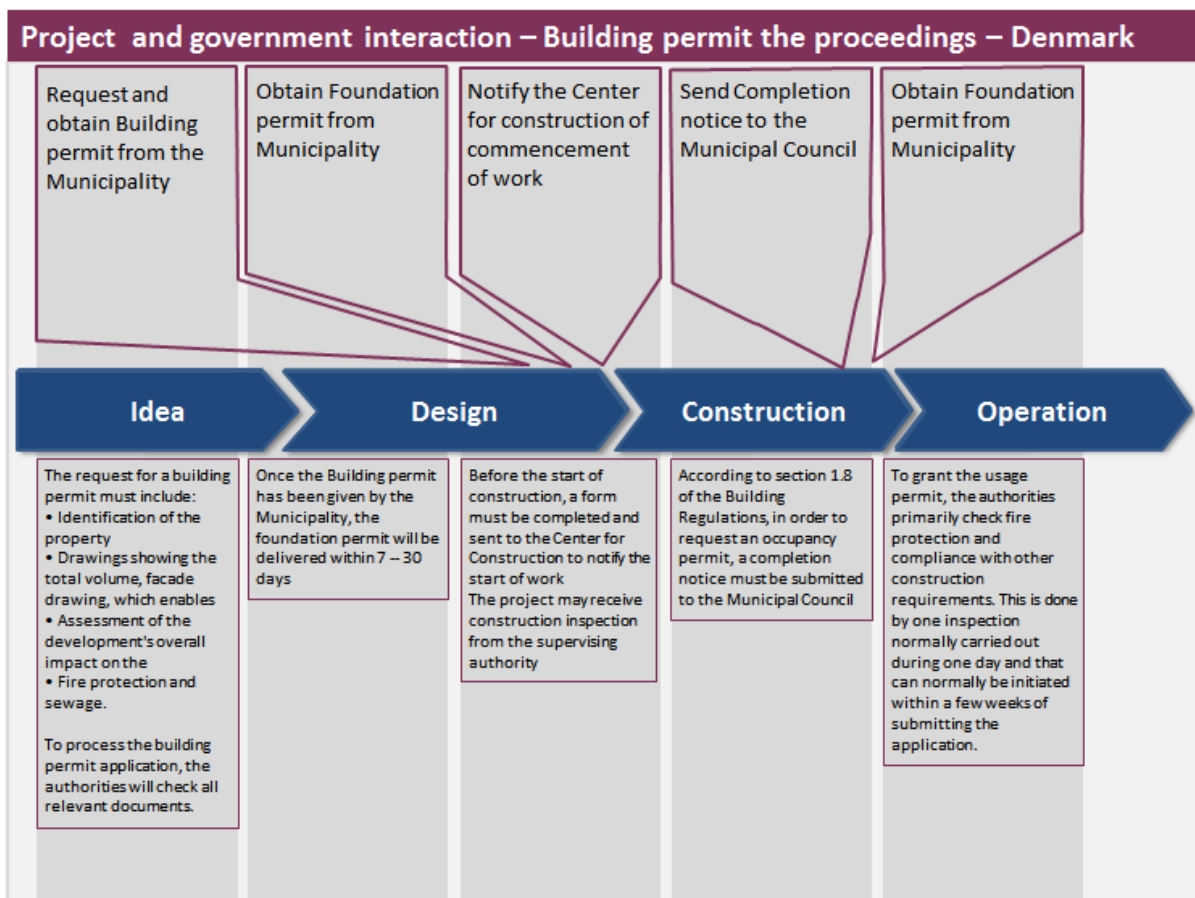 Project and government interaction – Building permit the proceedings – Denmark
Request and
obtain Building
permit from the
Municipality
Obtain Foundation
permit from
Municipality
Notify the Center
for construction of
commencement
of work
Send Completion
notice to the
Municipal Council
Obtain Foundation
permit from
Municipality
Idea
Design
Construction
Operation
The request for a building
permit must include:
• Identification of the
property
• Drawings showing the
total volume, facade
drawing, which enables
• Assessment of the
development's overall
impact on the
• Fire protection and
sewage.
To process the building
permit application, the
authorities will check all
relevant documents.
Once the Building permit
has been given by the
Municipality, the
foundation permit will be
delivered within 7 – 30
days
Before the start of
construction, a form
must be completed and
sent to the Center for
Construction to notify the
start of work
The project may receive
construction inspection
from the supervising
authority
According to section 1.8
of the Building
Regulations, in order to
request an occupancy
permit, a completion
notice must be submitted
to the Municipal Council
To grant the usage
permit, the authorities
primarily check fire
protection and
compliance with other
construction
requirements. This is done
by one inspection
normally carried out
during one day and that
can normally be initiated
within a few weeks of
submitting the
application.